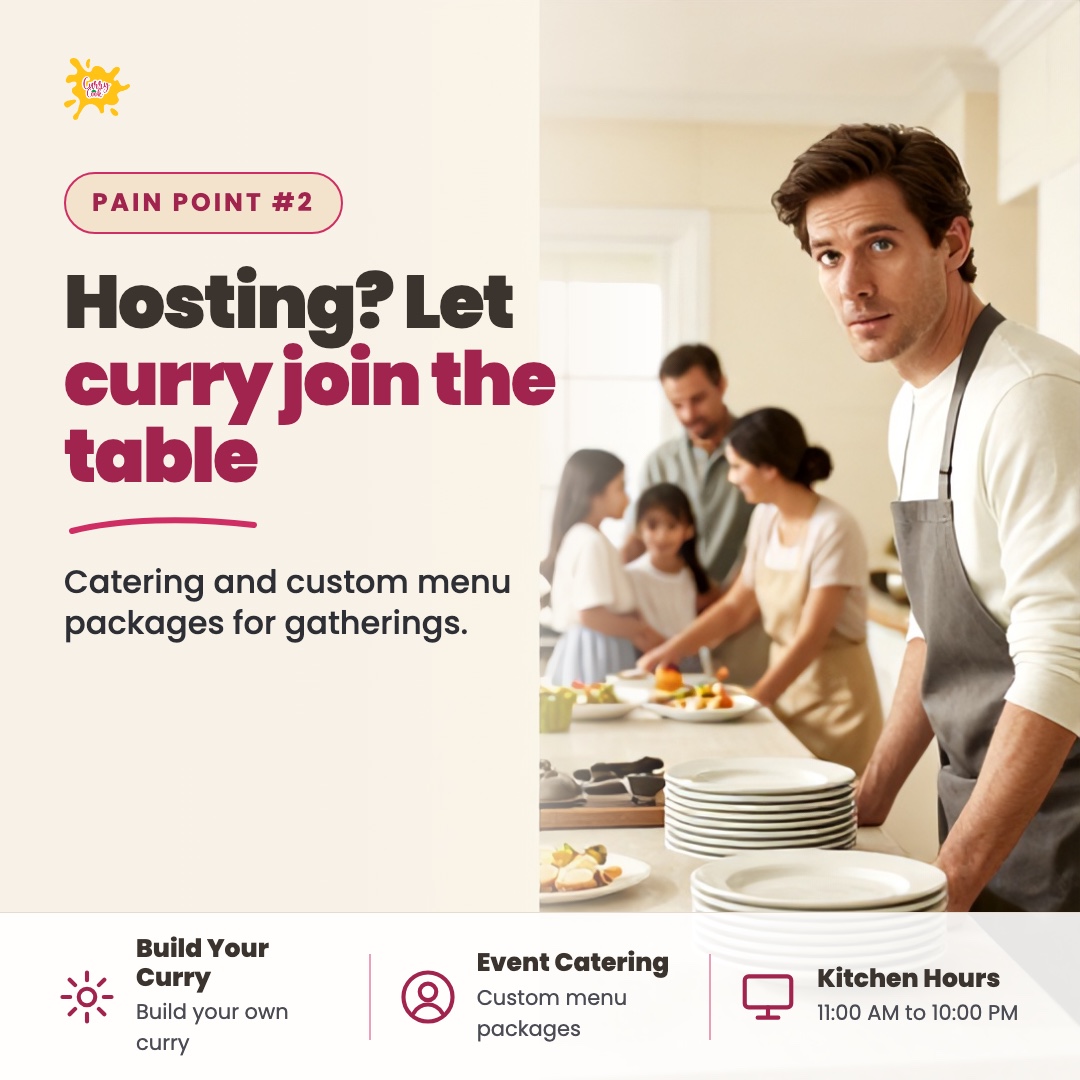 Curry
Cook
PAIN POINT #2
Hosting? Let
curry join the
table
Catering and custom menu
packages for gatherings.
Build Your
Curry
Build your own
curry
Event Catering
Custom menu
packages
Kitchen Hours
11:00 AM to 10:00 PM